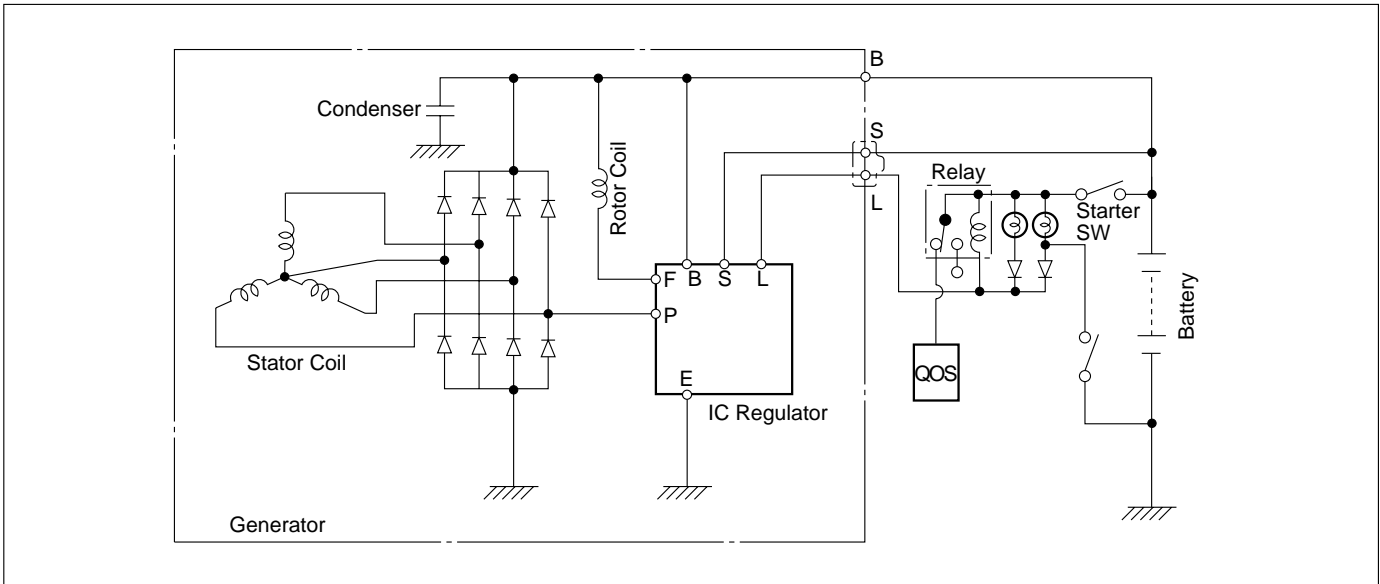 B
Condenser
S
Rotor Coil
Relay
L
Starter
SW
F B S L
P
Battery
Stator Coil
QOS
E
IC Regulator
Generator